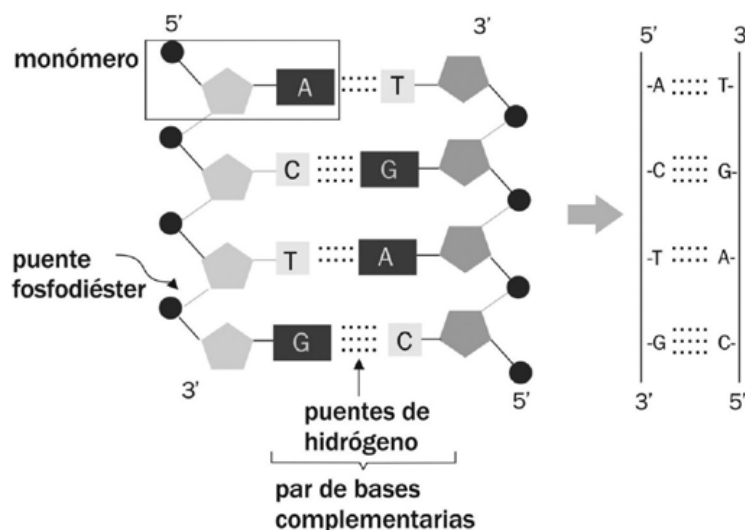 5' 3' 5' 3'
monómero
A T -A T-
C G -C G-
T A -T A-
puente
fosfodiéster
G C -G C-
3' 5' 3' 5'
puentes de
hidrógeno
par de bases
complementarias